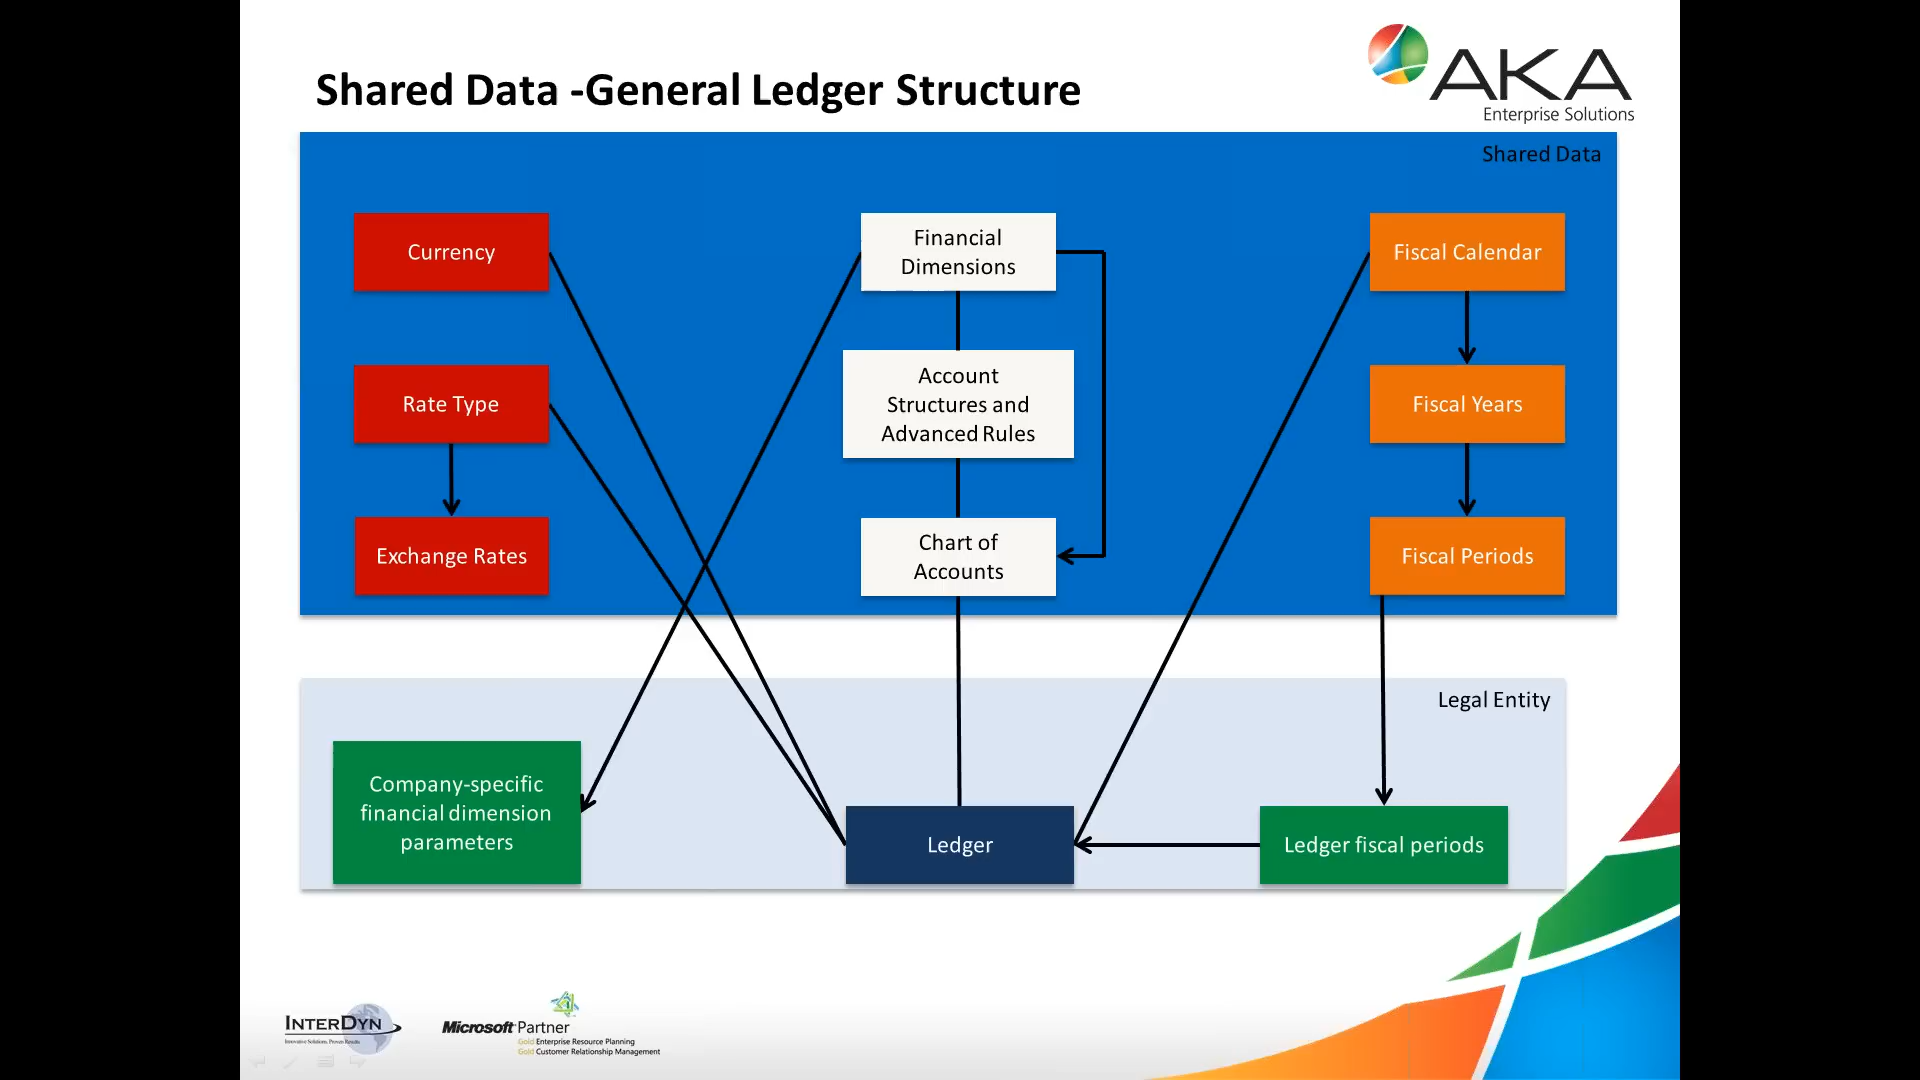 Shared Data -General Ledger Structure
AKA
Enterprise Solutions
Shared Data
Currency
Financial
Dimensions
Fiscal Calendar
Rate Type
Account
Structures and
Advanced Rules
Fiscal Years
Exchange Rates
Chart of
Accounts
Fiscal Periods
Legal Entity
Company-specific
financial dimension
parameters
Ledger
Ledger fiscal periods
INTERDYN
Innovative Solutions. Proven Results
Microsoft Partner
Gold Enterprise Resource Planning
Gold Customer Relationship Management